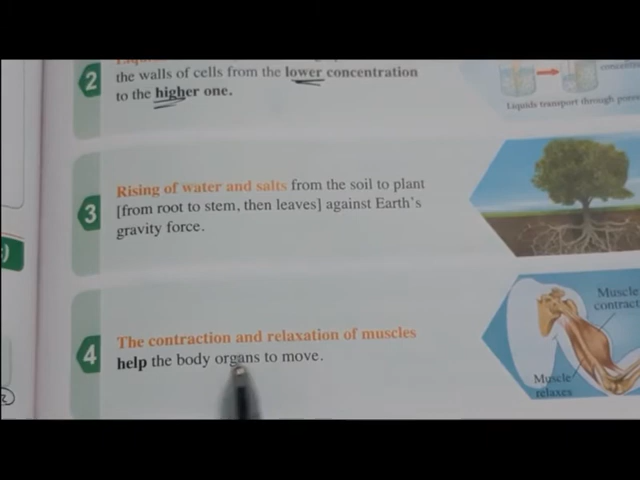 2
the walls of cells from the lower concentration
to the higher one.
Liquids transport through pores
3
Rising of water and salts from the soil to plant
[from root to stem, then leaves] against Earth's
gravity force.
4
The contraction and relaxation of muscles
help the body organs to move.
Muscle
contract
Muscle
relaxes